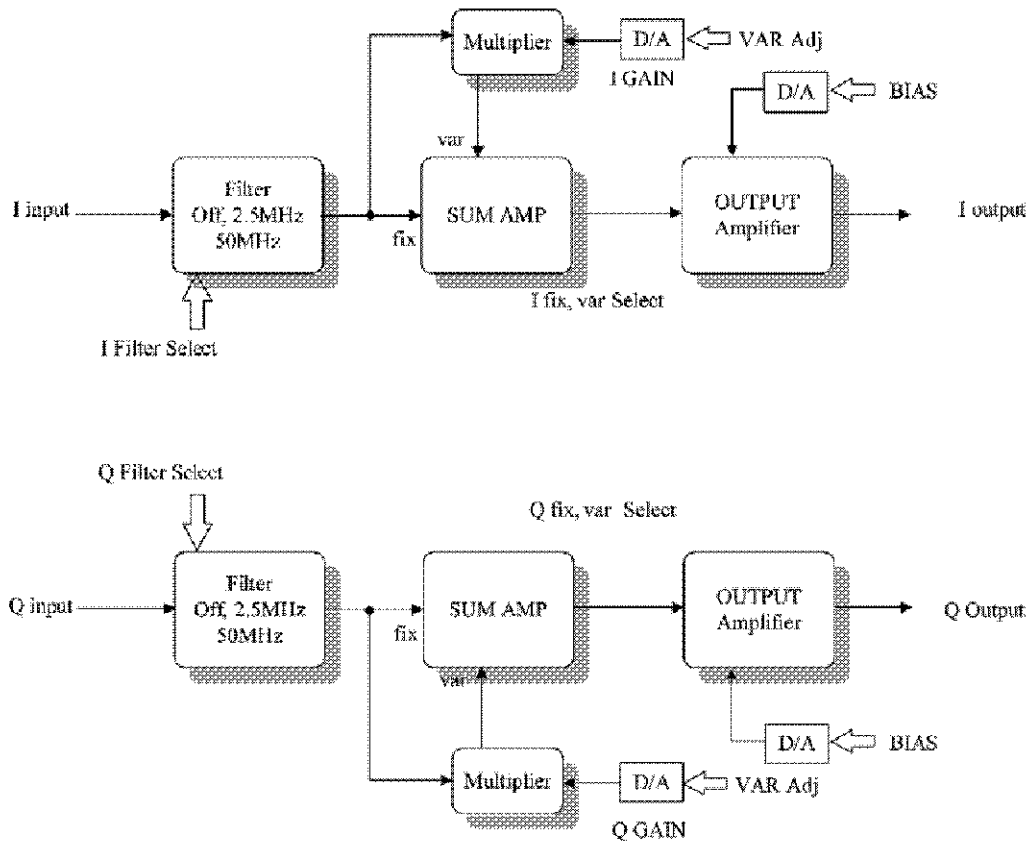 Multiplier
D/A
VAR Adj
I GAIN
D/A
BIAS
var
I input
Filter
Off, 2.5MHz
50MHz
fix
SUM AMP
OUTPUT
Amplifier
I output
I fix, var Select
I Filter Select
Q Filter Select
Q fix, var Select
Q input
Filter
Off, 2.5MHz
50MHz
fix
SUM AMP
OUTPUT
Amplifier
Q Output
var
D/A
BIAS
Multiplier
D/A
VAR Adj
Q GAIN